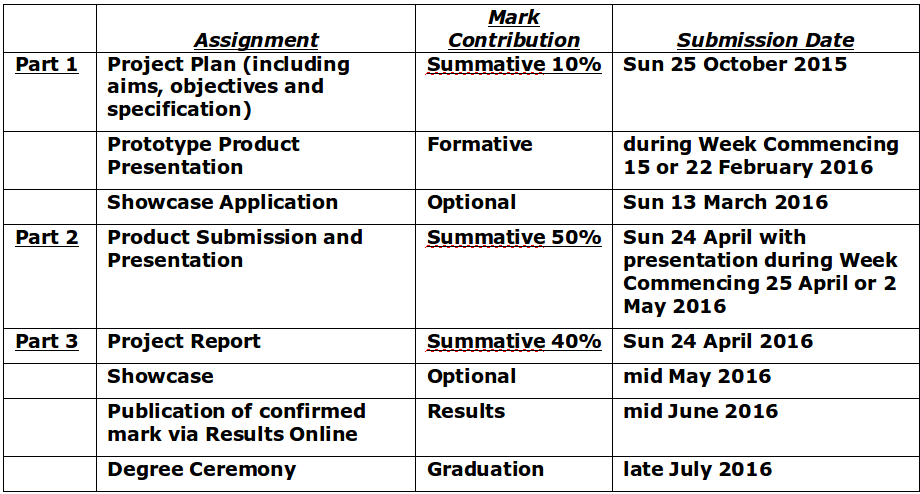 Assignment Mark Contribution Submission Date
Part 1 Project Plan (including aims, objectives and specification) Summative 10% Sun 25 October 2015
Prototype Product Presentation Formative during Week Commencing 15 or 22 February 2016
Showcase Application Optional Sun 13 March 2016
Part 2 Product Submission and Presentation Summative 50% Sun 24 April with presentation during Week Commencing 25 April or 2 May 2016
Part 3 Project Report Summative 40% Sun 24 April 2016
Showcase Optional mid May 2016
Publication of confirmed mark via Results Online Results mid June 2016
Degree Ceremony Graduation late July 2016